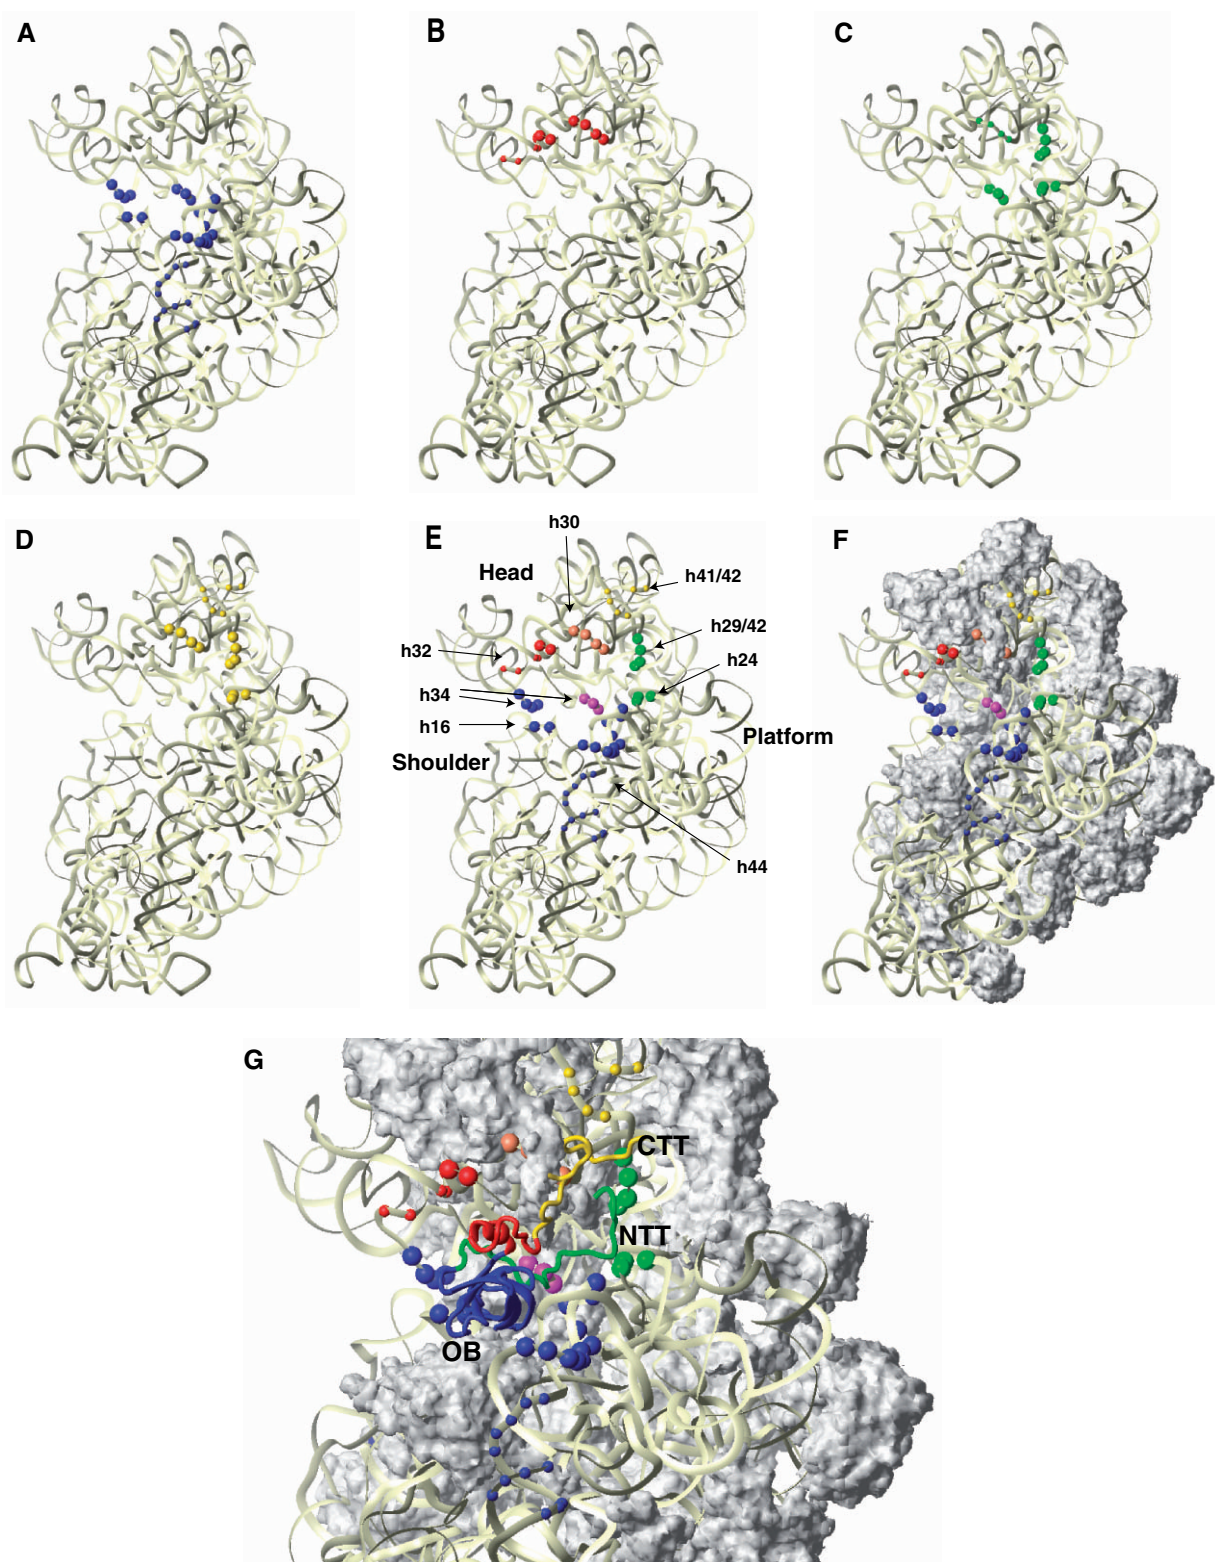 A
B
C
D
E
F
h30
Head
h41/42
h29/42
h32
h24
h34
h16
Platform
Shoulder
h44
G
CTT
NTT
OB